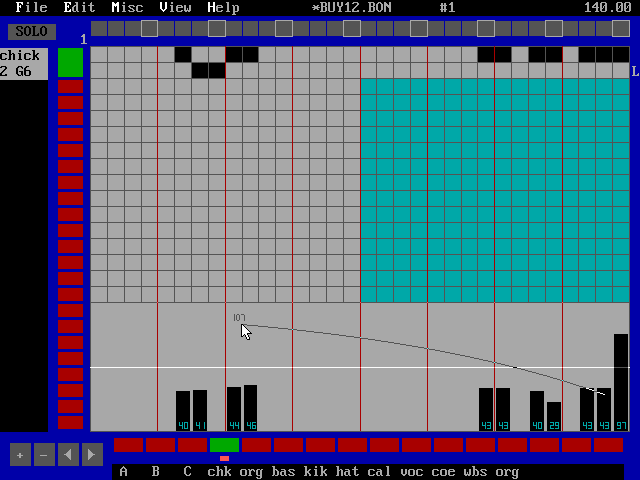 File Edit Misc View Help *BUY12.BON #1 140.00
SOLO
1
chick
2 G6
L
107
40 41 44 46 43 43 40 29 43 43 97
+ −
A B C chk org bas kik hat cal voc coe wbs org